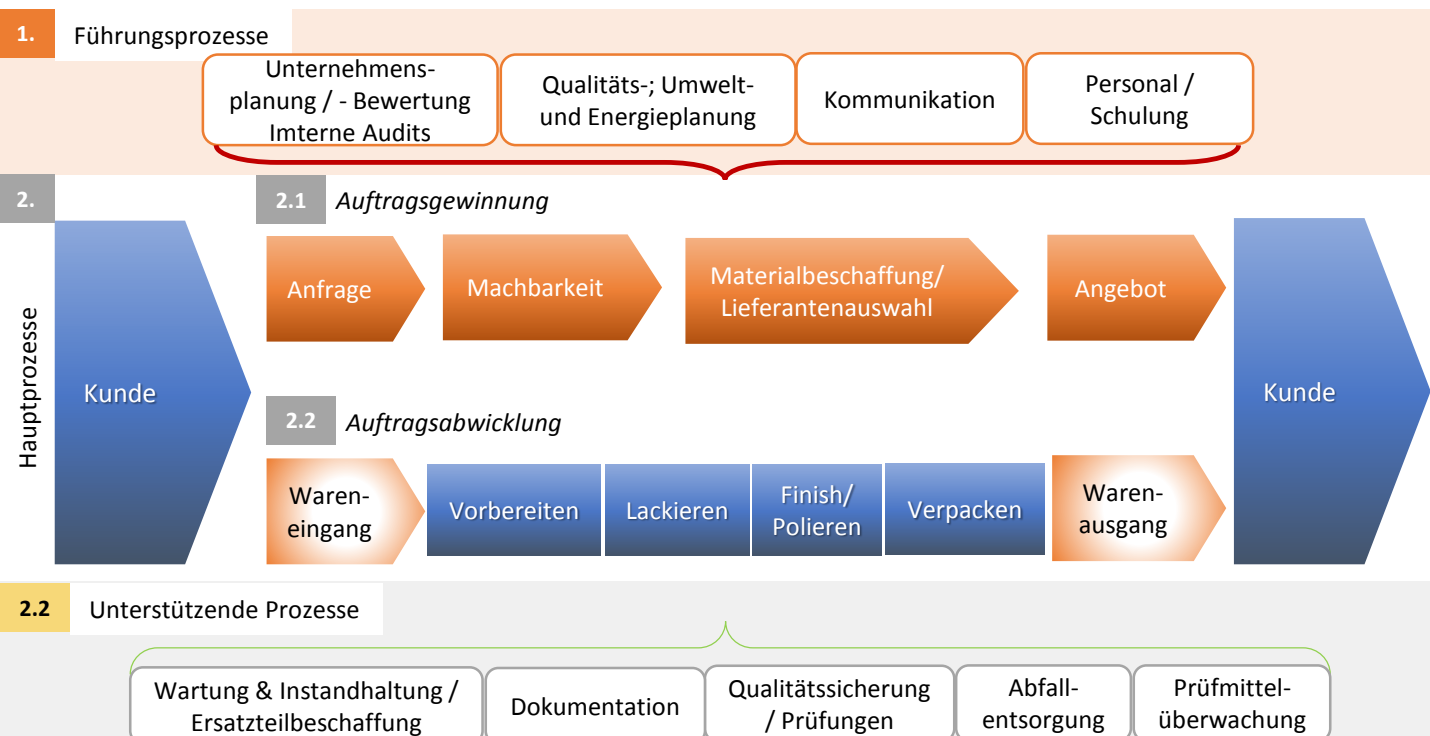 1.
Führungsprozesse
Unternehmens-
planung / - Bewertung
Imterne Audits
Qualitäts-; Umwelt-
und Energieplanung
Kommunikation
Personal /
Schulung
2.
Hauptprozesse
Kunde
2.1
Auftragsgewinnung
Anfrage
Machbarkeit
Materialbeschaffung/
Lieferantenauswahl
Angebot
2.2
Auftragsabwicklung
Waren-
eingang
Vorbereiten
Lackieren
Finish/
Polieren
Verpacken
Waren-
ausgang
Kunde
2.2
Unterstützende Prozesse
Wartung & Instandhaltung /
Ersatzteilbeschaffung
Dokumentation
Qualitätssicherung
/ Prüfungen
Abfall-
entsorgung
Prüfmittel-
überwachung